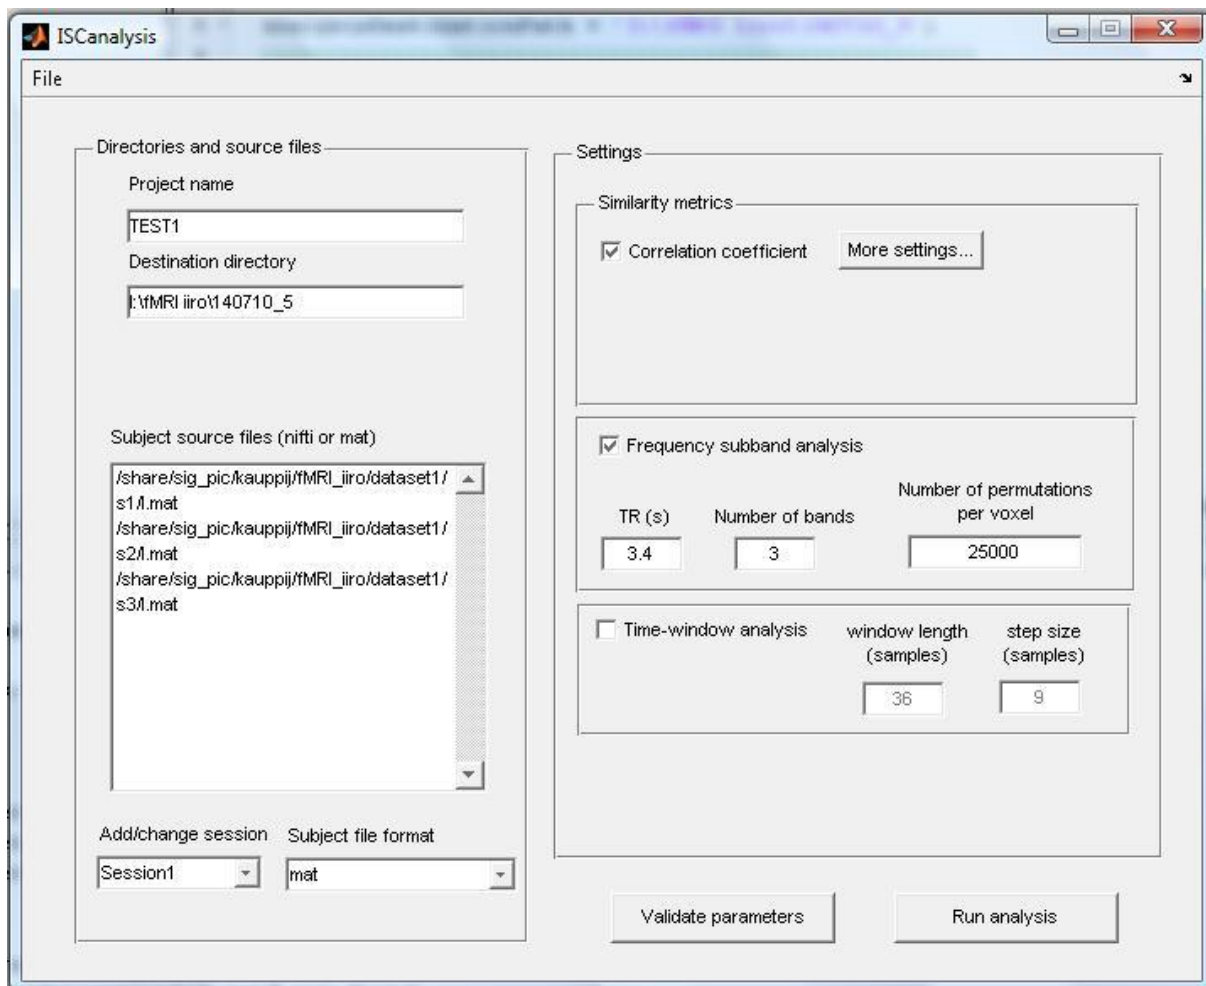 ISCanalysis
File
Directories and source files
Project name
TEST1
Destination directory
I:\fMRI iiro\140710_5
Subject source files (nifti or mat)
/share/sig_pic/kauppij/fMRI_iiro/dataset1/
s1/I.mat
/share/sig_pic/kauppij/fMRI_iiro/dataset1/
s2/I.mat
/share/sig_pic/kauppij/fMRI_iiro/dataset1/
s3/I.mat
Add/change session
Session1
Subject file format
mat
Settings
Similarity metrics
Correlation coefficient
More settings...
Frequency subband analysis
TR (s)
3.4
Number of bands
3
Number of permutations
per voxel
25000
Time-window analysis
window length
(samples)
36
step size
(samples)
9
Validate parameters
Run analysis